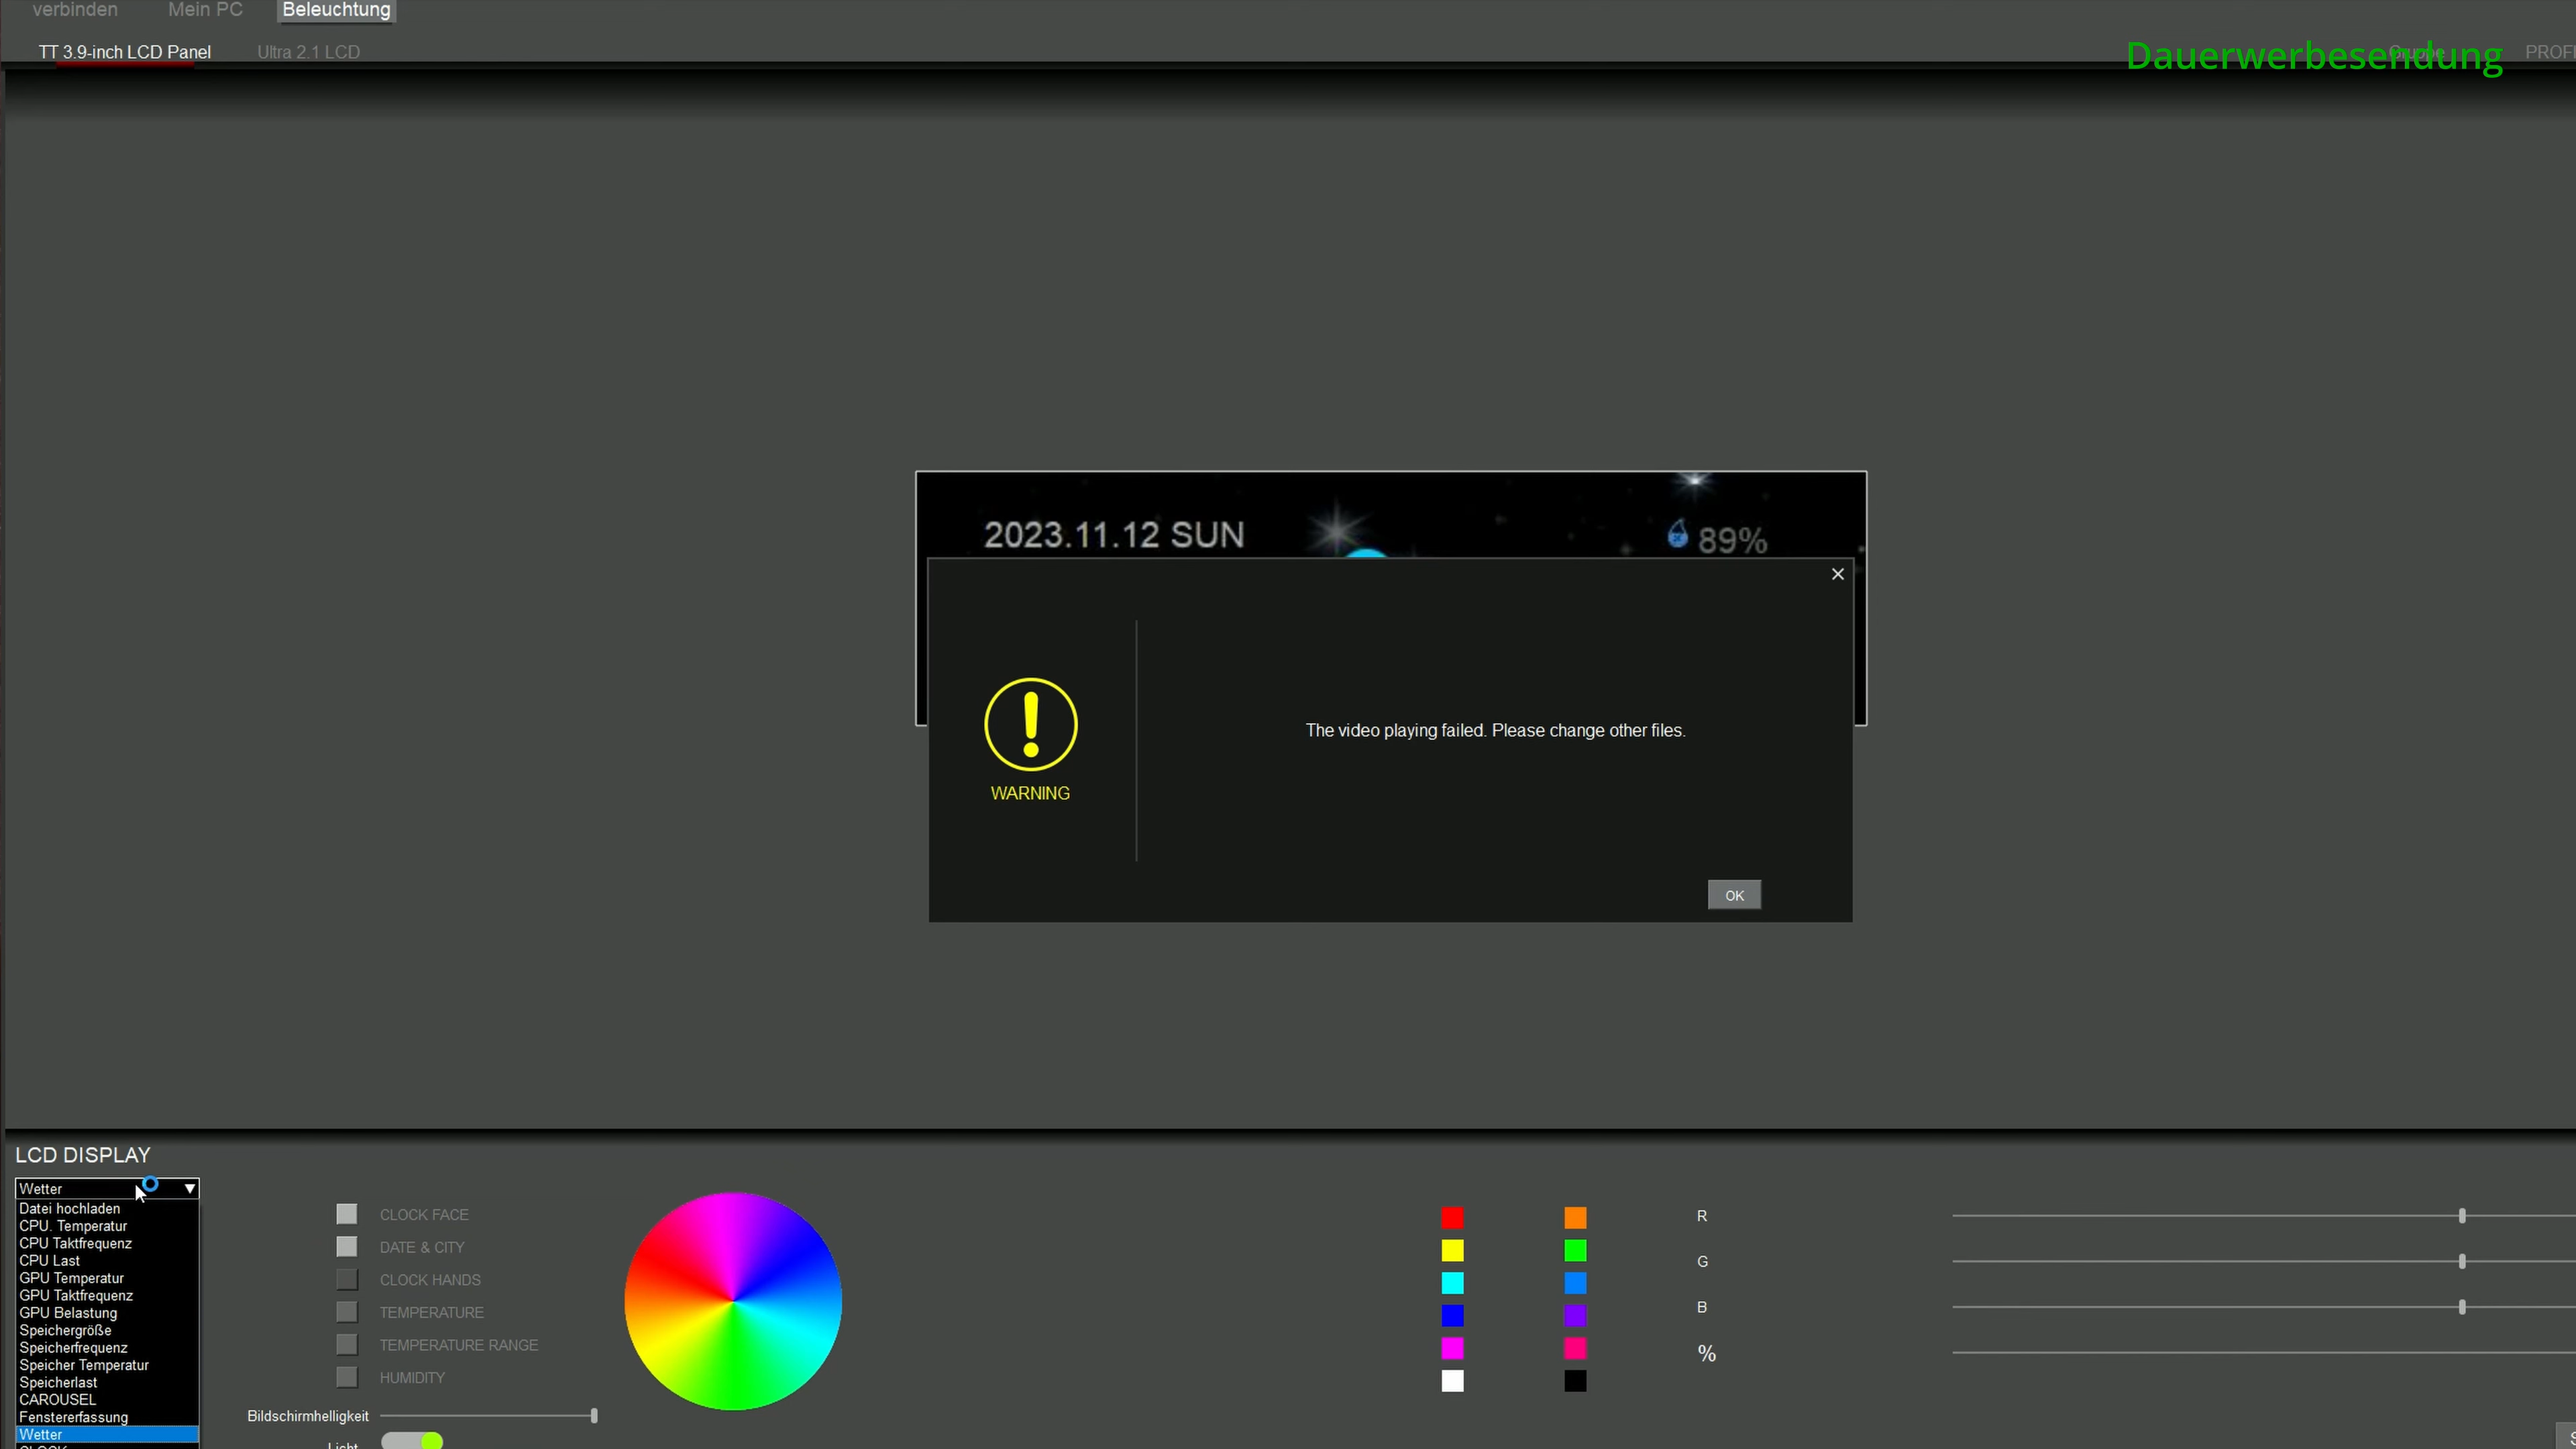 verbinden Mein PC Beleuchtung
TT 3.9-inch LCD Panel Ultra 2.1 LCD
Dauerwerbesendung
2023.11.12 SUN 89%
The video playing failed. Please change other files.
WARNING
OK
LCD DISPLAY
Wetter
Datei hochladen
CPU. Temperatur
CPU Taktfrequenz
CPU Last
GPU Temperatur
GPU Taktfrequenz
GPU Belastung
Speichergröße
Speicherfrequenz
Speicher Temperatur
Speicherlast
CAROUSEL
Fenstererfassung
Wetter
CLOCK FACE
DATE & CITY
CLOCK HANDS
TEMPERATURE
TEMPERATURE RANGE
HUMIDITY
Bildschirmhelligkeit
R
G
B
%